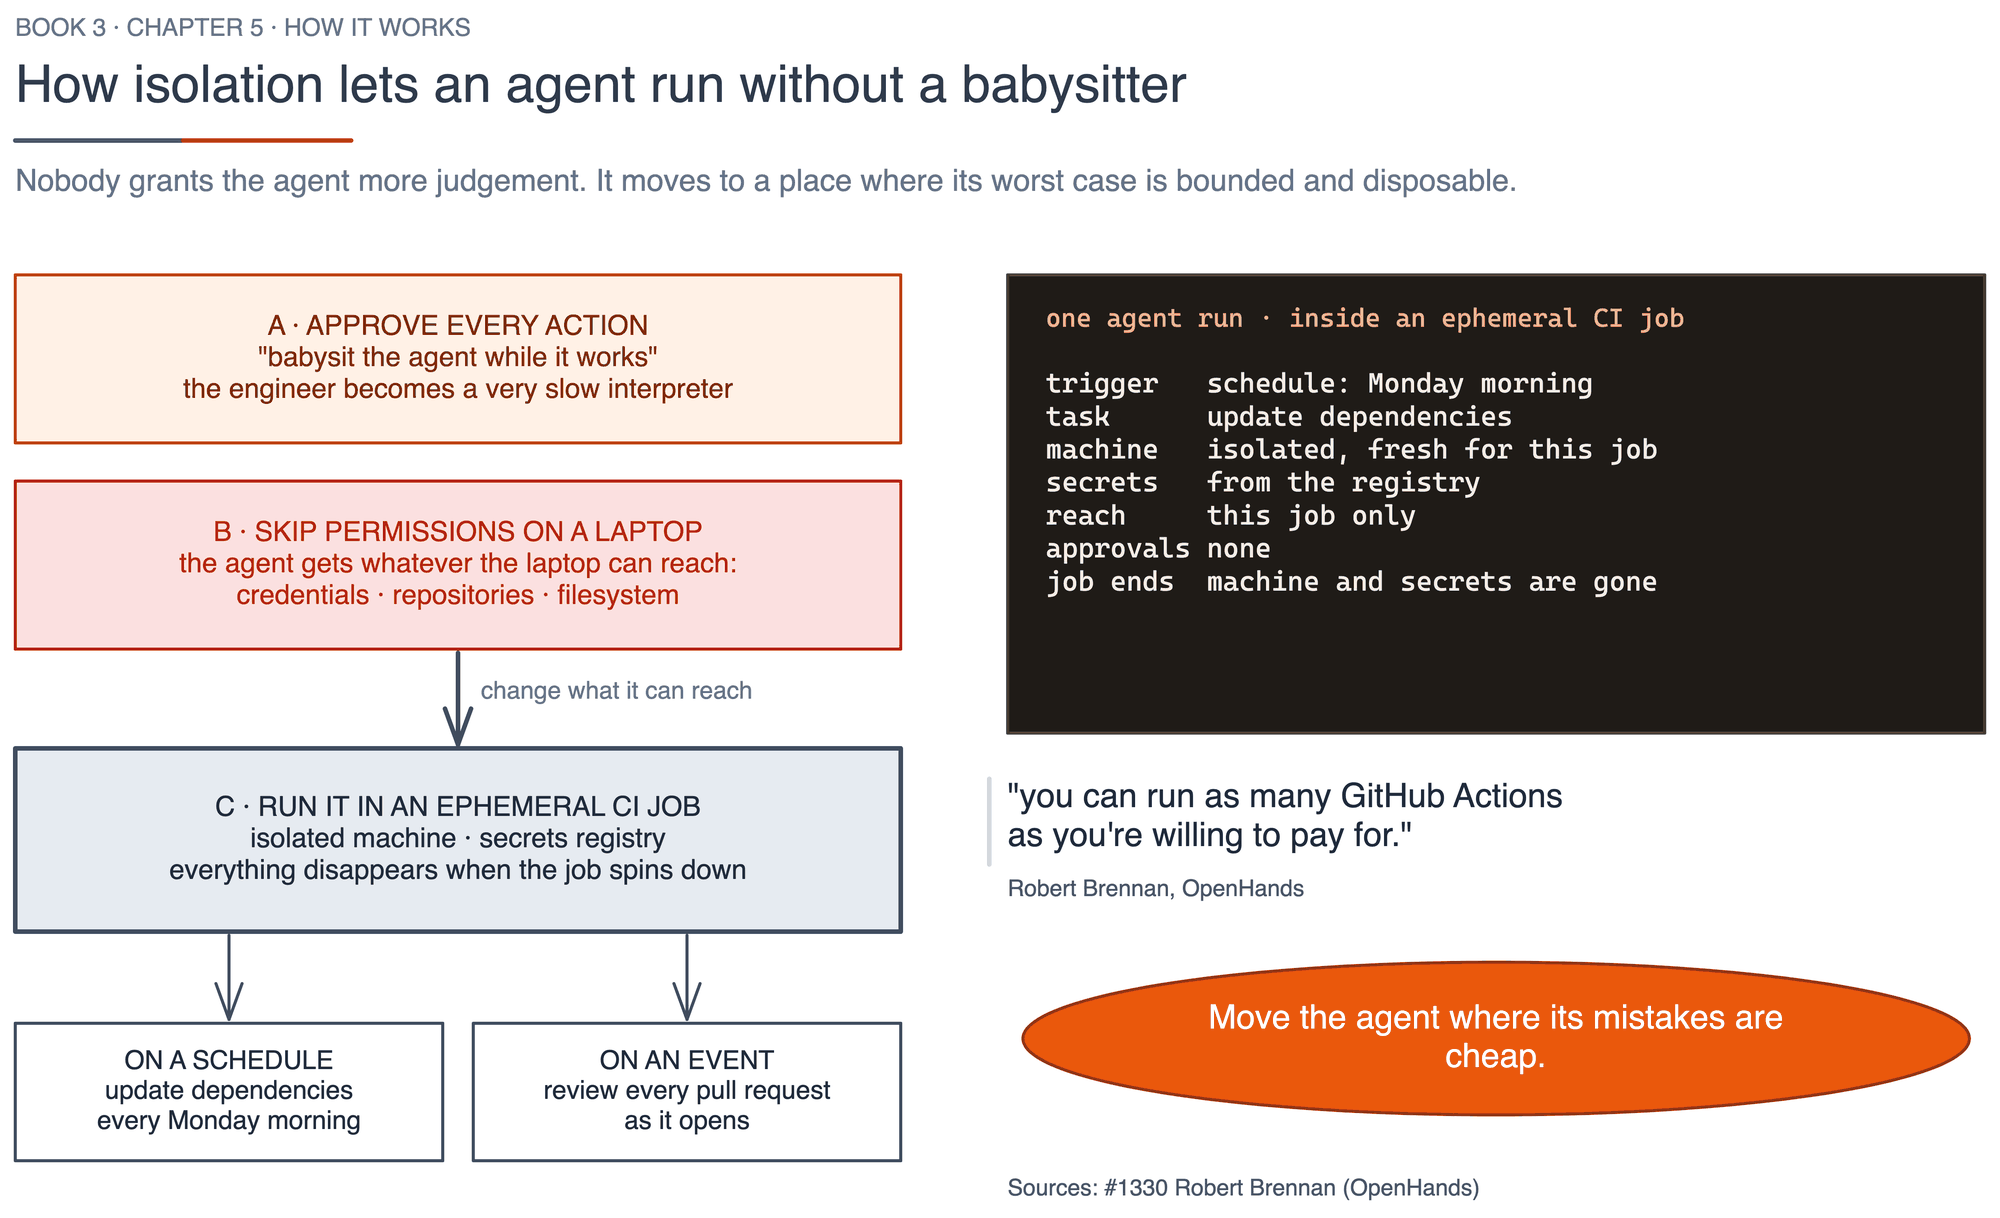 BOOK 3 · CHAPTER 5 · HOW IT WORKS
How isolation lets an agent run without a babysitter
Nobody grants the agent more judgement. It moves to a place where its worst case is bounded and disposable.
A · APPROVE EVERY ACTION
"babysit the agent while it works"
the engineer becomes a very slow interpreter
B · SKIP PERMISSIONS ON A LAPTOP
the agent gets whatever the laptop can reach:
credentials · repositories · filesystem
change what it can reach
C · RUN IT IN AN EPHEMERAL CI JOB
isolated machine · secrets registry
everything disappears when the job spins down
ON A SCHEDULE
update dependencies
every Monday morning
ON AN EVENT
review every pull request
as it opens
one agent run · inside an ephemeral CI job
trigger schedule: Monday morning
task update dependencies
machine isolated, fresh for this job
secrets from the registry
reach this job only
approvals none
job ends machine and secrets are gone
"you can run as many GitHub Actions
as you're willing to pay for."
Robert Brennan, OpenHands
Move the agent where its mistakes are
cheap.
Sources: #1330 Robert Brennan (OpenHands)